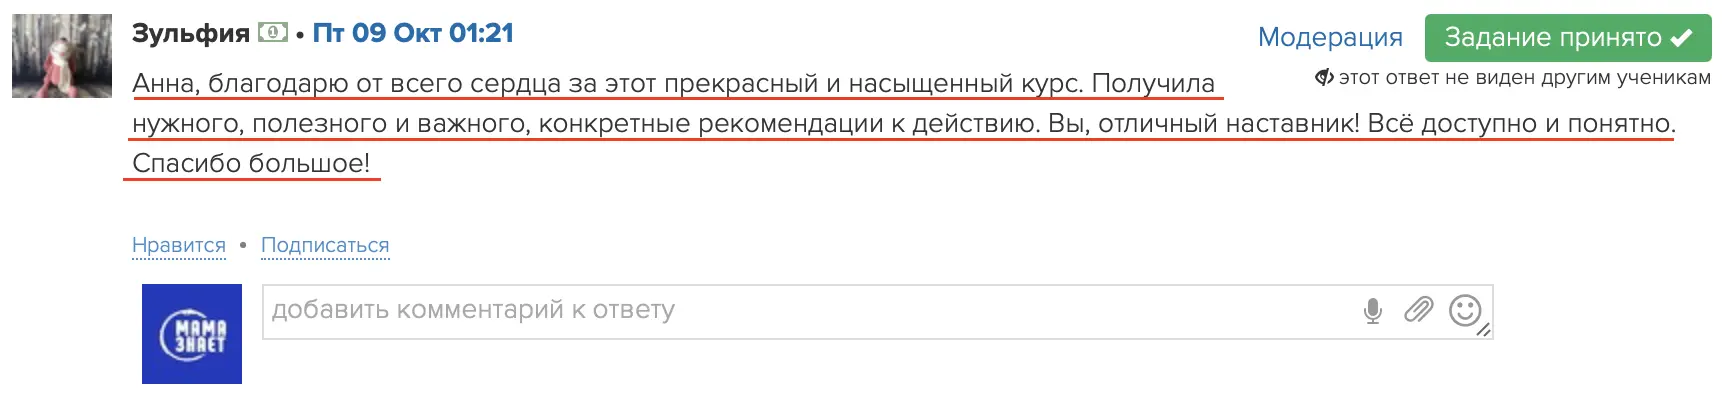 Зульфия • Пт 09 Окт 01:21
Модерация
Задание принято
этот ответ не виден другим ученикам
Анна, благодарю от всего сердца за этот прекрасный и насыщенный курс. Получила
нужного, полезного и важного, конкретные рекомендации к действию. Вы, отличный наставник! Всё доступно и понятно.
Спасибо большое!
Нравится • Подписаться
МАМА
ЗНАЕТ
добавить комментарий к ответу